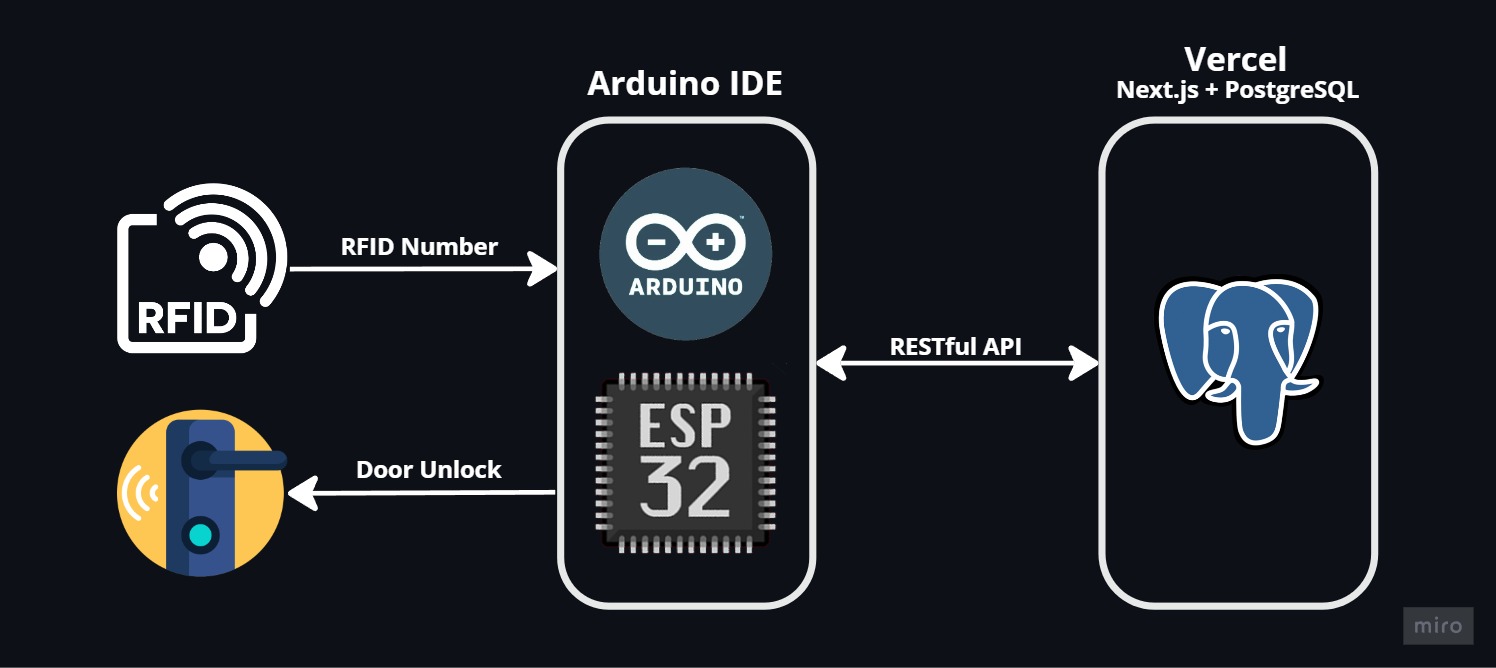 Vercel
Next.js + PostgreSQL
Arduino IDE
RFID Number
RFID
ARDUINO
RESTful API
ESP
32
Door Unlock
miro